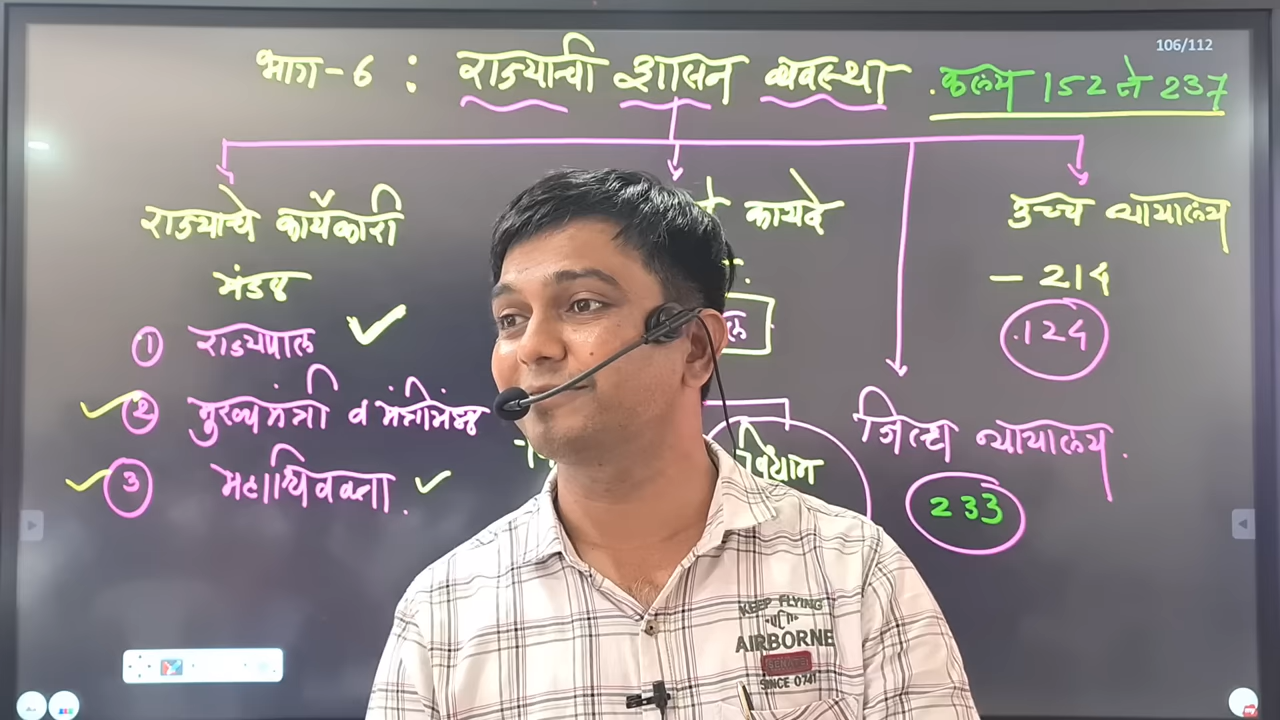 106/112
भाग-6 : राज्याची शासन व्यवस्था
.कलम 152 ते 237
राज्याचे कार्यकारी
मंडळ
कायदे
उच्च न्यायालय
- 214
.124
① राज्यपाल
② मुख्यमंत्री व मंत्रीमंडळ
③ महाधिवक्ता.
विधान
जिल्हा न्यायालय.
233
KEEP FLYING
AIRBORNE
SINCE 0741